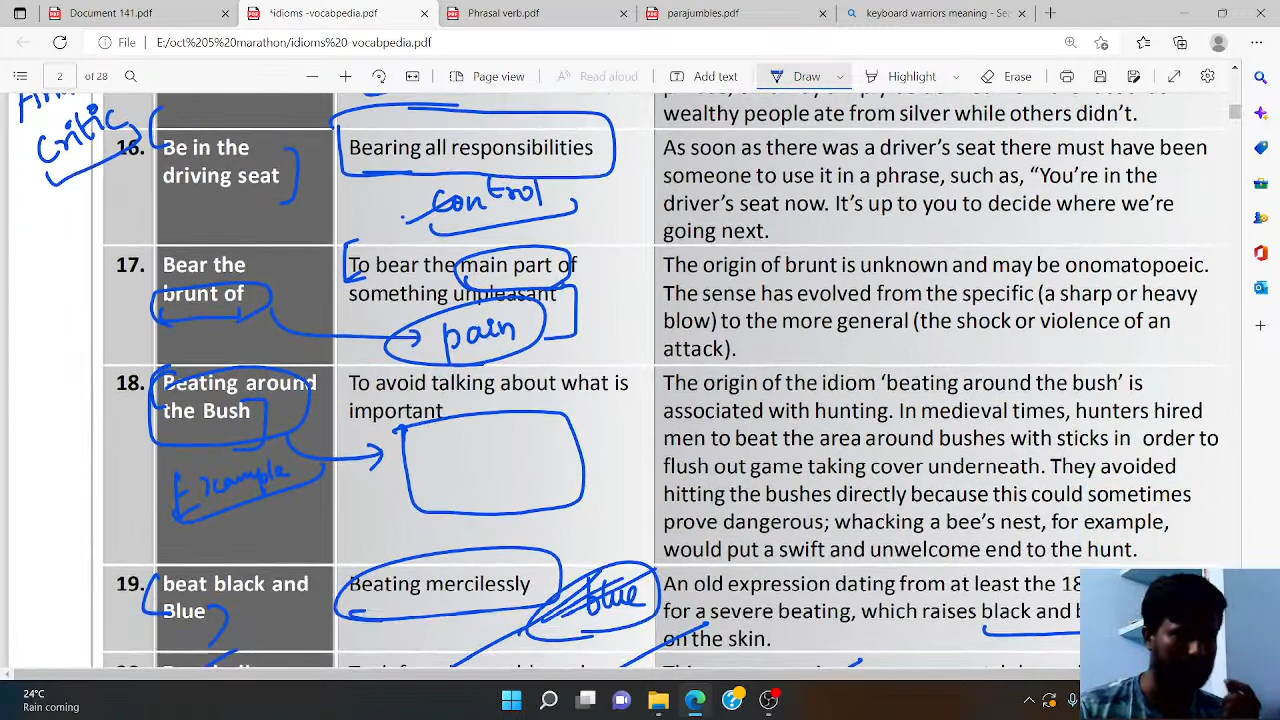 Document 141.pdf
*idioms -vocabpedia.pdf
Phrasal verb.pdf
parajumbles.pdf
keyboard warriors meaning - Se
File
E:/oct%205%20marathon/idioms%20-vocabpedia.pdf
2 of 28
Page view
Read aloud
Add text
Draw
Highlight
Erase
wealthy people ate from silver while others didn't.
Critic
16. Be in the driving seat
Bearing all responsibilities
control
As soon as there was a driver's seat there must have been
someone to use it in a phrase, such as, "You're in the
driver's seat now. It's up to you to decide where we're
going next.
17. Bear the
brunt of
To bear the main part of
something unpleasant
pain
The origin of brunt is unknown and may be onomatopoeic.
The sense has evolved from the specific (a sharp or heavy
blow) to the more general (the shock or violence of an
attack).
18. Beating around
the Bush
Example
To avoid talking about what is
important
The origin of the idiom 'beating around the bush' is
associated with hunting. In medieval times, hunters hired
men to beat the area around bushes with sticks in order to
flush out game taking cover underneath. They avoided
hitting the bushes directly because this could sometimes
prove dangerous; whacking a bee's nest, for example,
would put a swift and unwelcome end to the hunt.
19. beat black and
Blue
Beating mercilessly
blue
An old expression dating from at least the 18
for a severe beating, which raises black and b
on the skin.
24°C
Rain coming